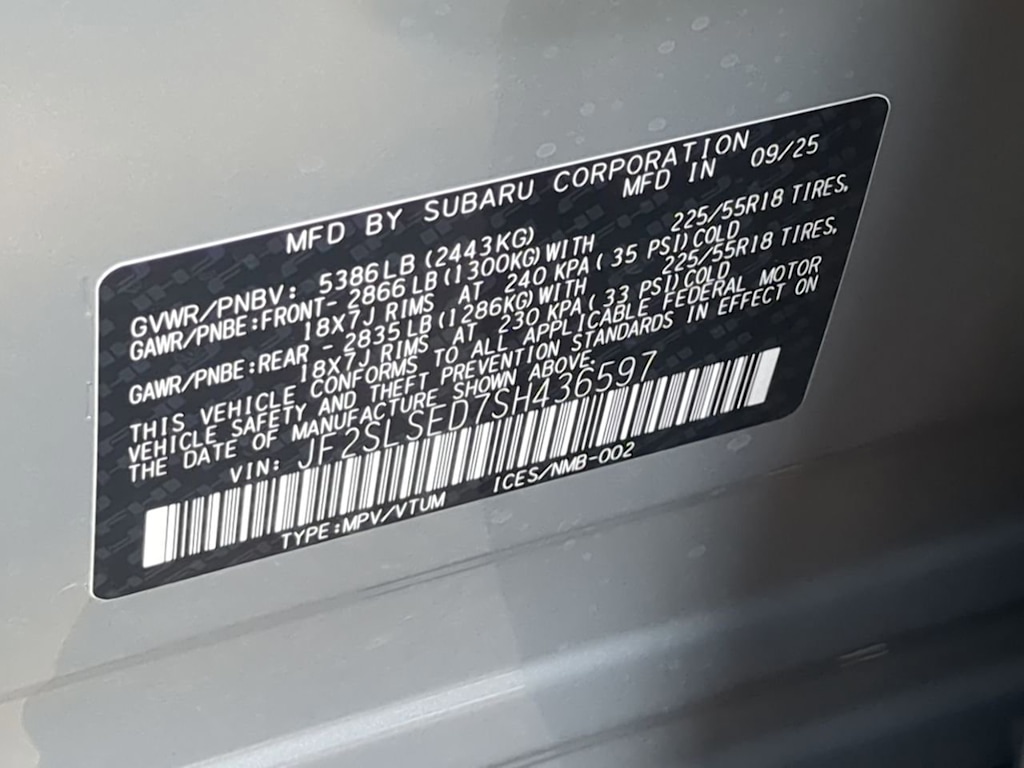 MFD BY SUBARU CORPORATION
MFD IN 09/25
GVWR/PNBV: 5386LB(2443KG)
GAWR/PNBE:FRONT- 2866LB(1300KG)WITH 225/55R18 TIRES,
18X7J RIMS AT 240 KPA( 35 PSI)COLD
GAWR/PNBE:REAR - 2835LB(1286KG)WITH 225/55R18 TIRES,
18X7J RIMS AT 230 KPA( 33 PSI)COLD
THIS VEHICLE CONFORMS TO ALL APPLICABLE FEDERAL MOTOR
VEHICLE SAFETY AND THEFT PREVENTION STANDARDS IN EFFECT ON
THE DATE OF MANUFACTURE SHOWN ABOVE.
VIN: JF2SLSED7SH436597
TYPE:MPV/VTUM ICES/NMB-002